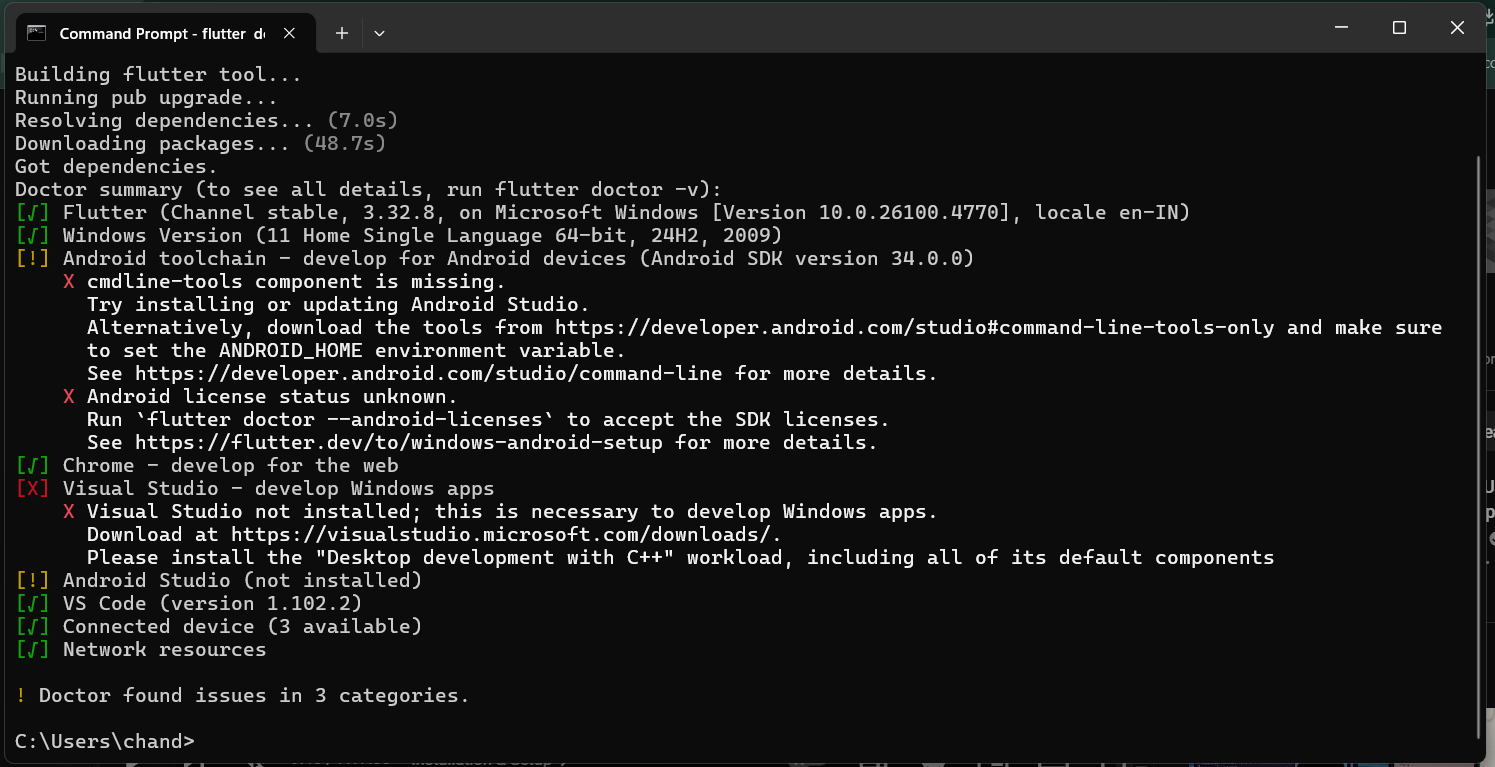 Command Prompt - flutter do
Building flutter tool...
Running pub upgrade...
Resolving dependencies... (7.0s)
Downloading packages... (48.7s)
Got dependencies.
Doctor summary (to see all details, run flutter doctor -v):
[√] Flutter (Channel stable, 3.32.8, on Microsoft Windows [Version 10.0.26100.4770], locale en-IN)
[√] Windows Version (11 Home Single Language 64-bit, 24H2, 2009)
[!] Android toolchain - develop for Android devices (Android SDK version 34.0.0)
X cmdline-tools component is missing.
Try installing or updating Android Studio.
Alternatively, download the tools from https://developer.android.com/studio#command-line-tools-only and make sure
to set the ANDROID_HOME environment variable.
See https://developer.android.com/studio/command-line for more details.
X Android license status unknown.
Run `flutter doctor --android-licenses` to accept the SDK licenses.
See https://flutter.dev/to/windows-android-setup for more details.
[√] Chrome - develop for the web
[X] Visual Studio - develop Windows apps
X Visual Studio not installed; this is necessary to develop Windows apps.
Download at https://visualstudio.microsoft.com/downloads/.
Please install the "Desktop development with C++" workload, including all of its default components
[!] Android Studio (not installed)
[√] VS Code (version 1.102.2)
[√] Connected device (3 available)
[√] Network resources
! Doctor found issues in 3 categories.
C:\Users\chand>